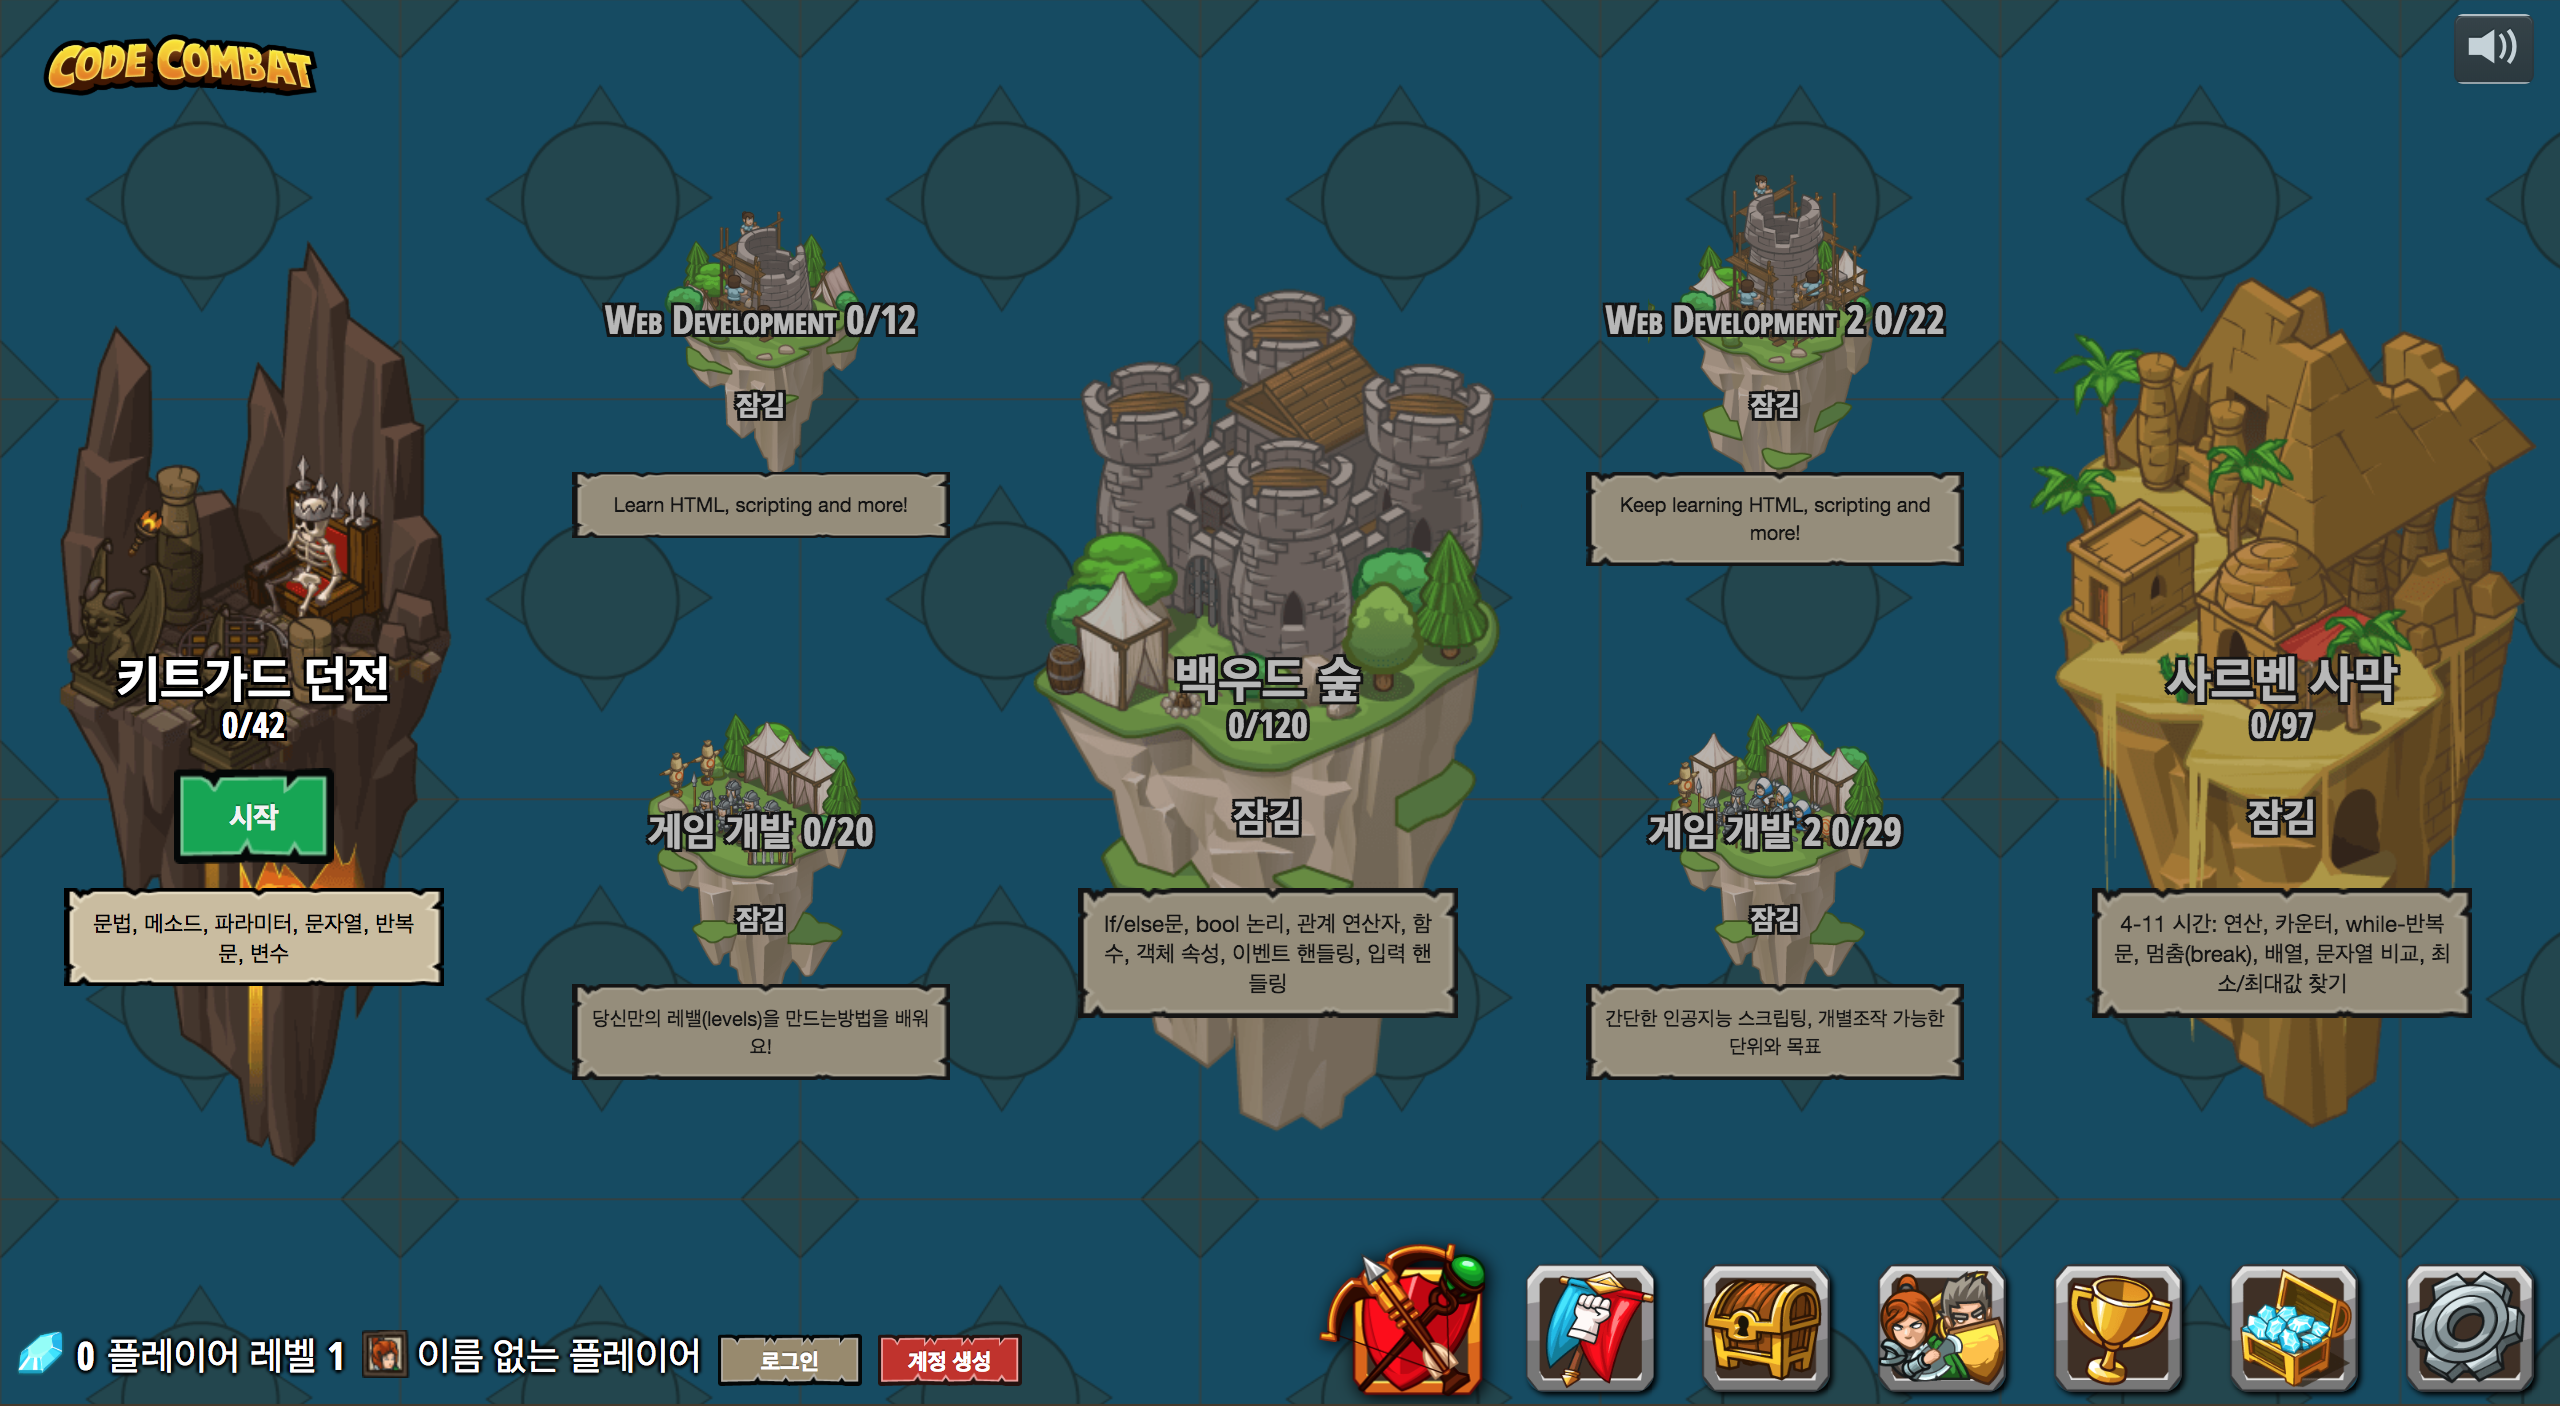 CODE COMBAT
키트가드 던전
0/42
시작
문법, 메소드, 파라미터, 문자열, 반복
문, 변수
Web Development 0/12
잠김
Learn HTML, scripting and more!
게임 개발 0/20
잠김
당신만의 레밸(levels)을 만드는방법을 배워
요!
백우드 숲
0/120
잠김
If/else문, bool 논리, 관계 연산자, 함
수, 객체 속성, 이벤트 핸들링, 입력 핸
들링
Web Development 2 0/22
잠김
Keep learning HTML, scripting and
more!
게임 개발 2 0/29
잠김
간단한 인공지능 스크립팅, 개별조작 가능한
단위와 목표
사르벤 사막
0/97
잠김
4-11 시간: 연산, 카운터, while-반복
문, 멈춤(break), 배열, 문자열 비교, 최
소/최대값 찾기
0 플레이어 레벨 1 이름 없는 플레이어 로그인 계정 생성